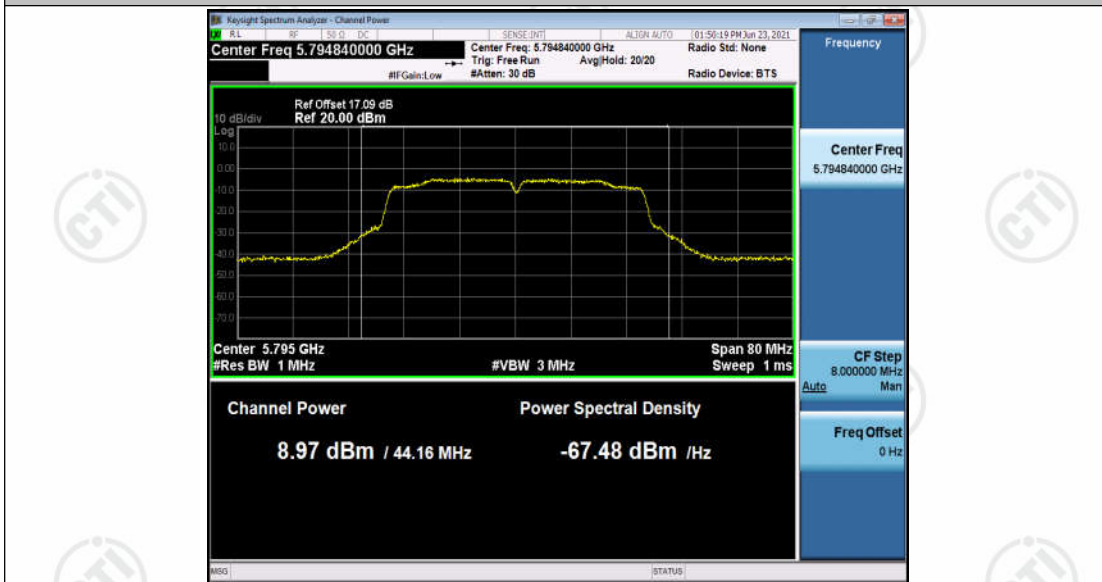 Keysight Spectrum Analyzer - Channel Power
RL RF 50 Ω DC SENSE:INT ALIGN AUTO 01:50:19 PM Jun 23, 2021
Center Freq 5.794840000 GHz
Center Freq: 5.794840000 GHz Radio Std: None
Trig: Free Run Avg|Hold: 20/20
#IFGain:Low #Atten: 30 dB Radio Device: BTS
Ref Offset 17.09 dB
10 dB/div Ref 20.00 dBm
Log
10.0
0.00
-10.0
-20.0
-30.0
-40.0
-50.0
-60.0
-70.0
Center 5.795 GHz Span 80 MHz
#Res BW 1 MHz #VBW 3 MHz Sweep 1 ms
Channel Power Power Spectral Density
8.97 dBm / 44.16 MHz -67.48 dBm /Hz
MSG STATUS
Frequency
Center Freq
5.794840000 GHz
CF Step
8.000000 MHz
Auto Man
Freq Offset
0 Hz
CTI
CTI
CTI
CTI